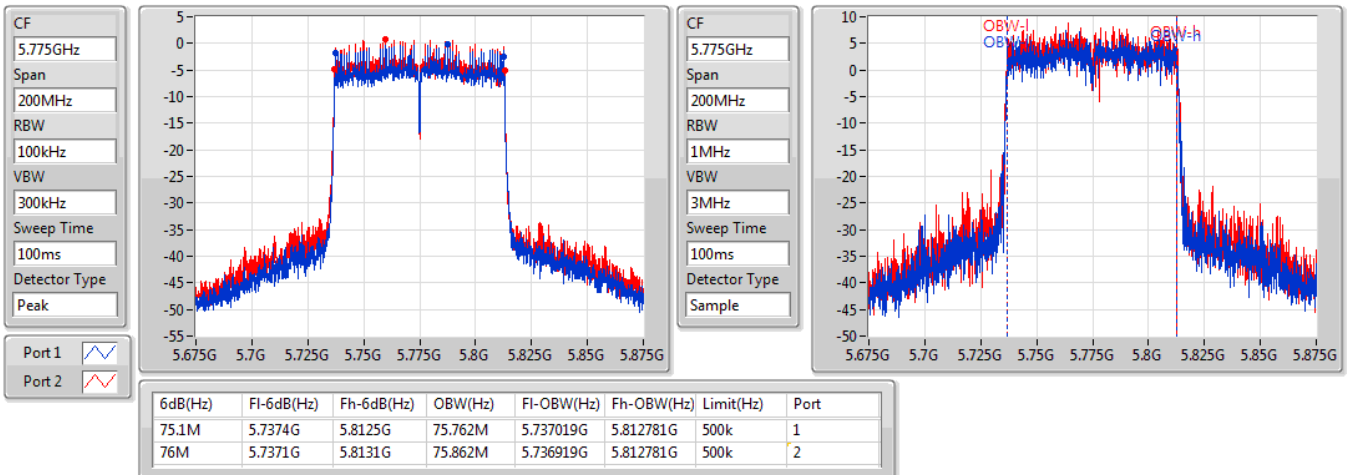 CF
5.775GHz
Span
200MHz
RBW
100kHz
VBW
300kHz
Sweep Time
100ms
Detector Type
Peak
Port 1
Port 2
5
0
-5
-10
-15
-20
-25
-30
-35
-40
-45
-50
-55
5.675G 5.7G 5.725G 5.75G 5.775G 5.8G 5.825G 5.85G 5.875G
CF
5.775GHz
Span
200MHz
RBW
1MHz
VBW
3MHz
Sweep Time
100ms
Detector Type
Sample
10
5
0
-5
-10
-15
-20
-25
-30
-35
-40
-45
-50
OBW-l
OBW-h
OBW-h
5.675G 5.7G 5.725G 5.75G 5.775G 5.8G 5.825G 5.85G 5.875G
6dB(Hz) Fl-6dB(Hz) Fh-6dB(Hz) OBW(Hz) Fl-OBW(Hz) Fh-OBW(Hz) Limit(Hz) Port
75.1M 5.7374G 5.8125G 75.762M 5.737019G 5.812781G 500k 1
76M 5.7371G 5.8131G 75.862M 5.736919G 5.812781G 500k 2